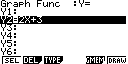 Graph Func :Y=
Y1:
Y2=2X+3
Y3:
Y4:
Y5:
Y6:
SEL DEL TYPE GMEM DRAW